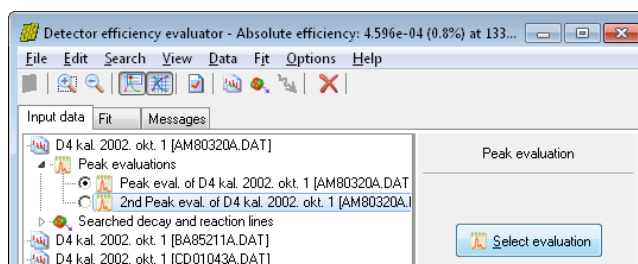 Detector efficiency evaluator - Absolute efficiency: 4.596e-04 (0.8%) at 133...
File Edit Search View Data Fit Options Help
Input data Fit Messages
D4 kal. 2002. okt. 1 [AM80320A.DAT]
Peak evaluations
Peak eval. of D4 kal. 2002. okt. 1 [AM80320A.DAT
2nd Peak eval. of D4 kal. 2002. okt. 1 [AM80320A.
Searched decay and reaction lines
D4 kal. 2002. okt. 1 [BA85211A.DAT]
D4 kal. 2002. okt. 1 [CD01043A.DAT]
Peak evaluation
Select evaluation